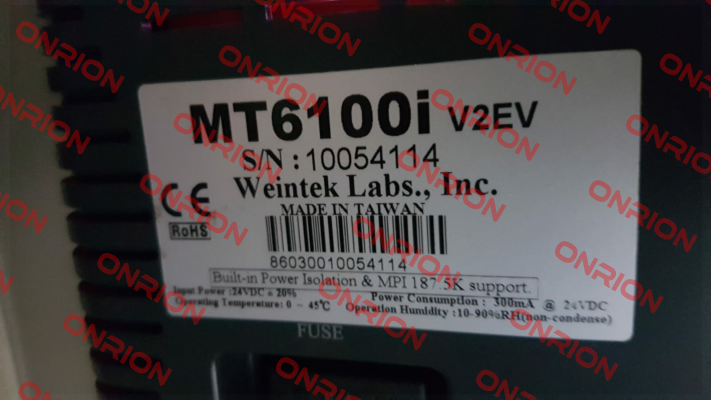 MT6100i V2EV
S/N : 10054114
Weintek Labs., Inc.
MADE IN TAIWAN
CE
RoHS
86030010054114
Built-in Power Isolation & MPI 187.5K support.
Input Power :24VDC ± 20% Power Consumption : 300mA @ 24VDC
Operating Temperature: 0 ~ 45℃ Operation Humidity :10-90%RH(non-condense)
FUSE
ONRION